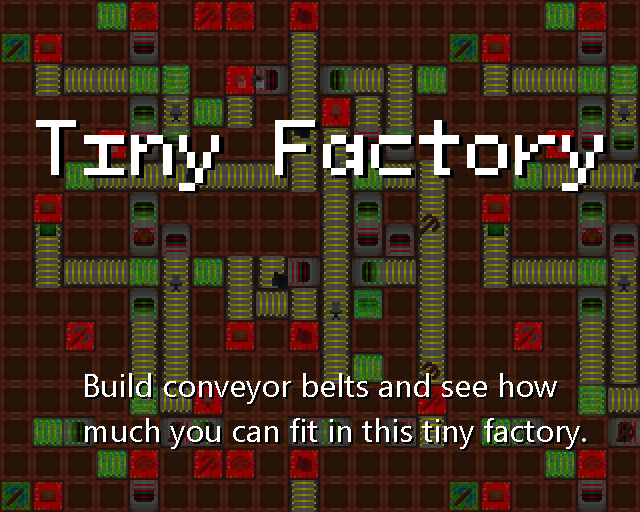 Tiny Factory
Build conveyor belts and see how
much you can fit in this tiny factory.